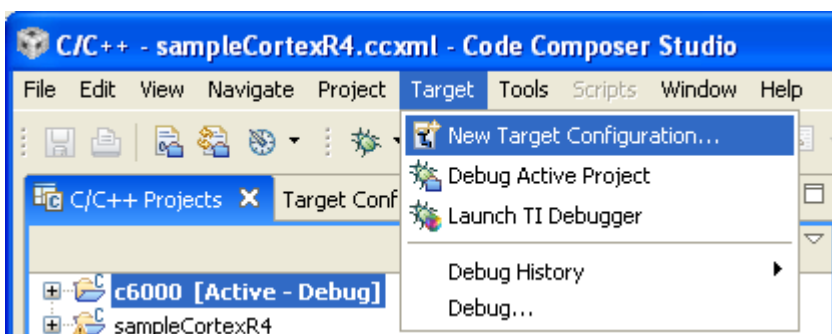 C/C++ - sampleCortexR4.ccxml - Code Composer Studio
File Edit View Navigate Project Target Tools Scripts Window Help
New Target Configuration...
Debug Active Project
C/C++ Projects Target Conf
Launch TI Debugger
Debug History
c6000 [Active - Debug]
Debug...
sampleCortexR4